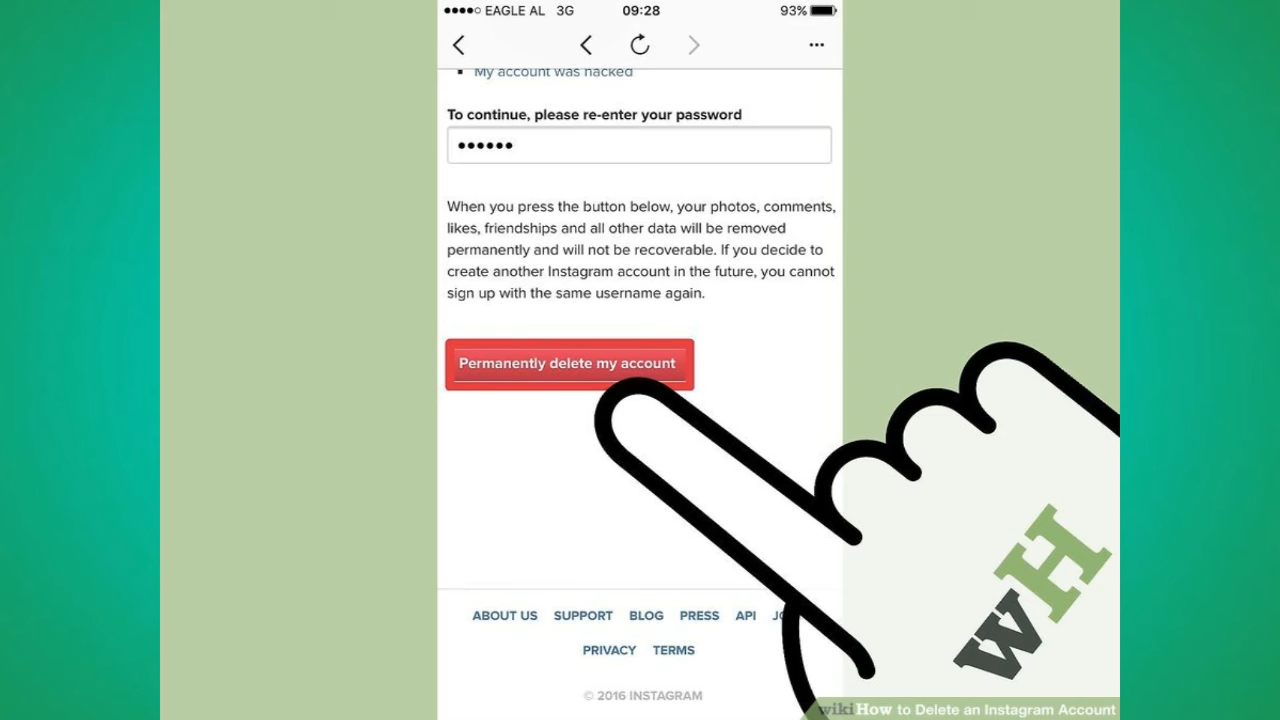 EAGLE AL 3G 09:28 93%
My account was hacked
To continue, please re-enter your password
When you press the button below, your photos, comments,
likes, friendships and all other data will be removed
permanently and will not be recoverable. If you decide to
create another Instagram account in the future, you cannot
sign up with the same username again.
Permanently delete my account
ABOUT US SUPPORT BLOG PRESS API
PRIVACY TERMS
© 2016 INSTAGRAM
wH
wikiHow to Delete an Instagram Account